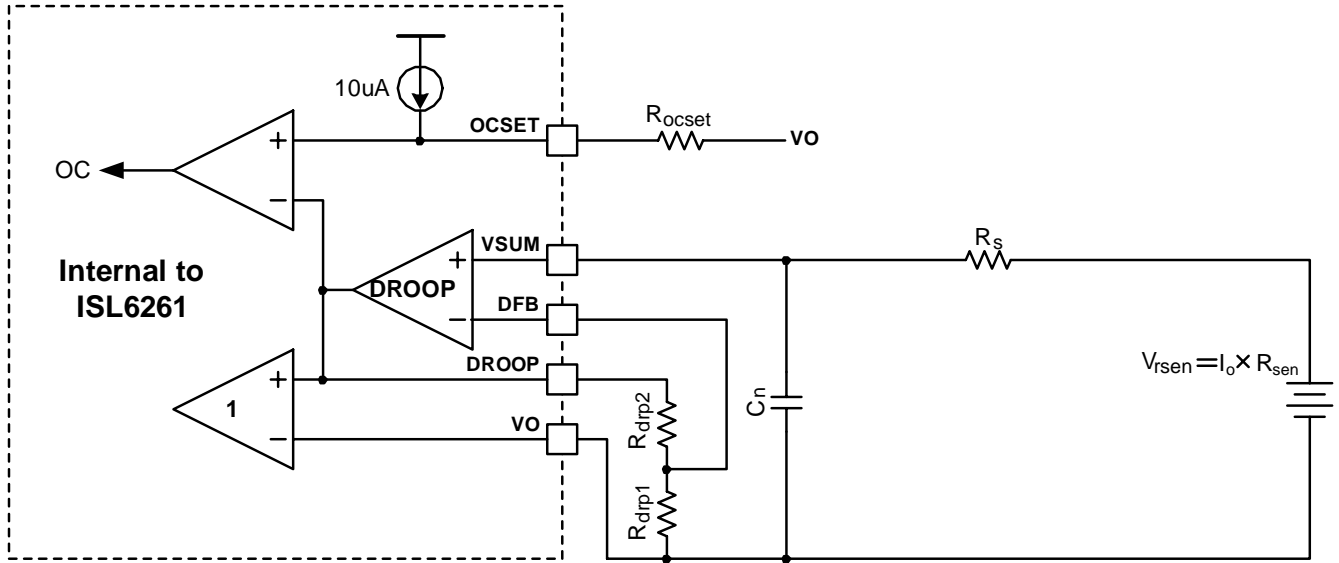 10uA
OCSET
Rocset
VO
OC
+
−
Internal to
ISL6261
VSUM
Rs
+
DROOP
−
DFB
DROOP
+
1
−
VO
Rdrp2
Rdrp1
Cn
Vrsen=Io× Rsen